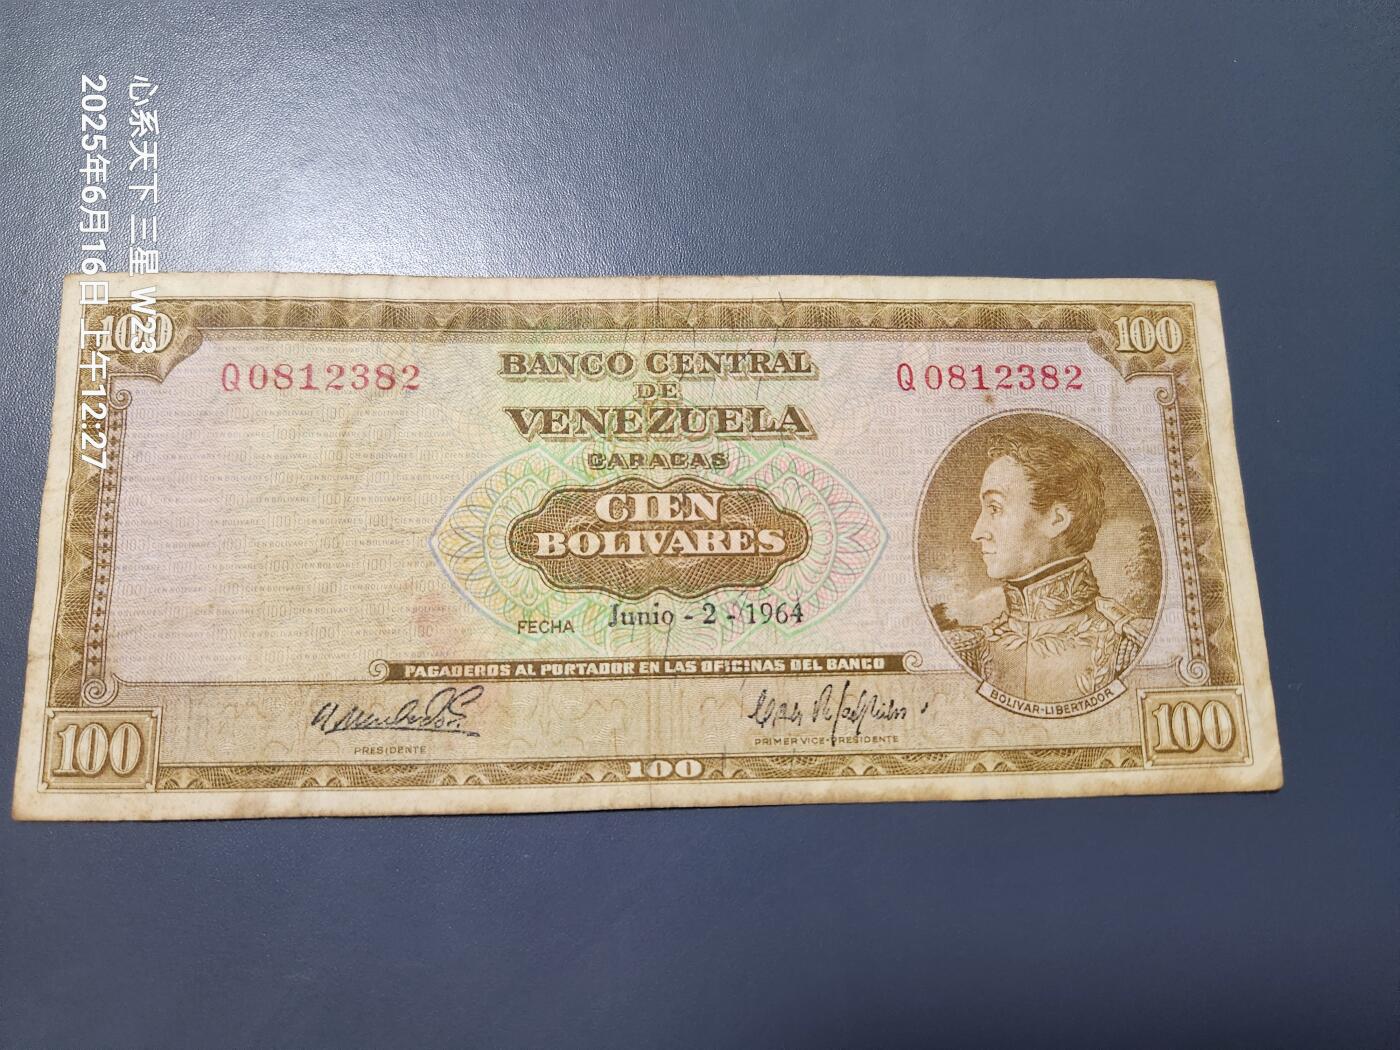 心系天下 三星 W23
2025年6月16日 上午12:27
100
100
Q0812382
BANCO CENTRAL
Q0812382
DE
VENEZUELA
CARACAS
CIEN
BOLIVARES
FECHA
Junio - 2 - 1964
PAGADEROS AL PORTADOR EN LAS OFICINAS DEL BANCO
BOLIVAR-LIBERTADOR
PRESIDENTE
PRIMER VICE-PRESIDENTE
100
100
100